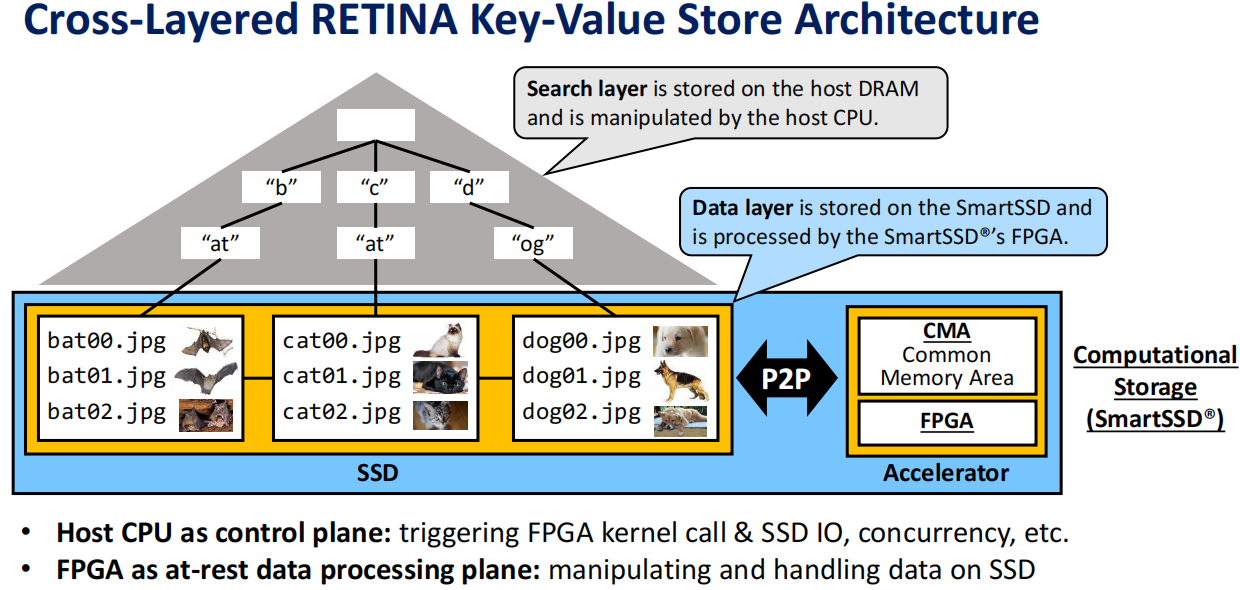 Cross-Layered RETINA Key-Value Store Architecture
Search layer is stored on the host DRAM
and is manipulated by the host CPU.
“b”
“c”
“d”
Data layer is stored on the SmartSSD and
is processed by the SmartSSD®’s FPGA.
“at”
“at”
“og”
bat00.jpg
bat01.jpg
bat02.jpg
cat00.jpg
cat01.jpg
cat02.jpg
dog00.jpg
dog01.jpg
dog02.jpg
P2P
CMA
Common
Memory Area
FPGA
Computational
Storage
(SmartSSD®)
SSD
Accelerator
• Host CPU as control plane: triggering FPGA kernel call & SSD IO, concurrency, etc.
• FPGA as at-rest data processing plane: manipulating and handling data on SSD